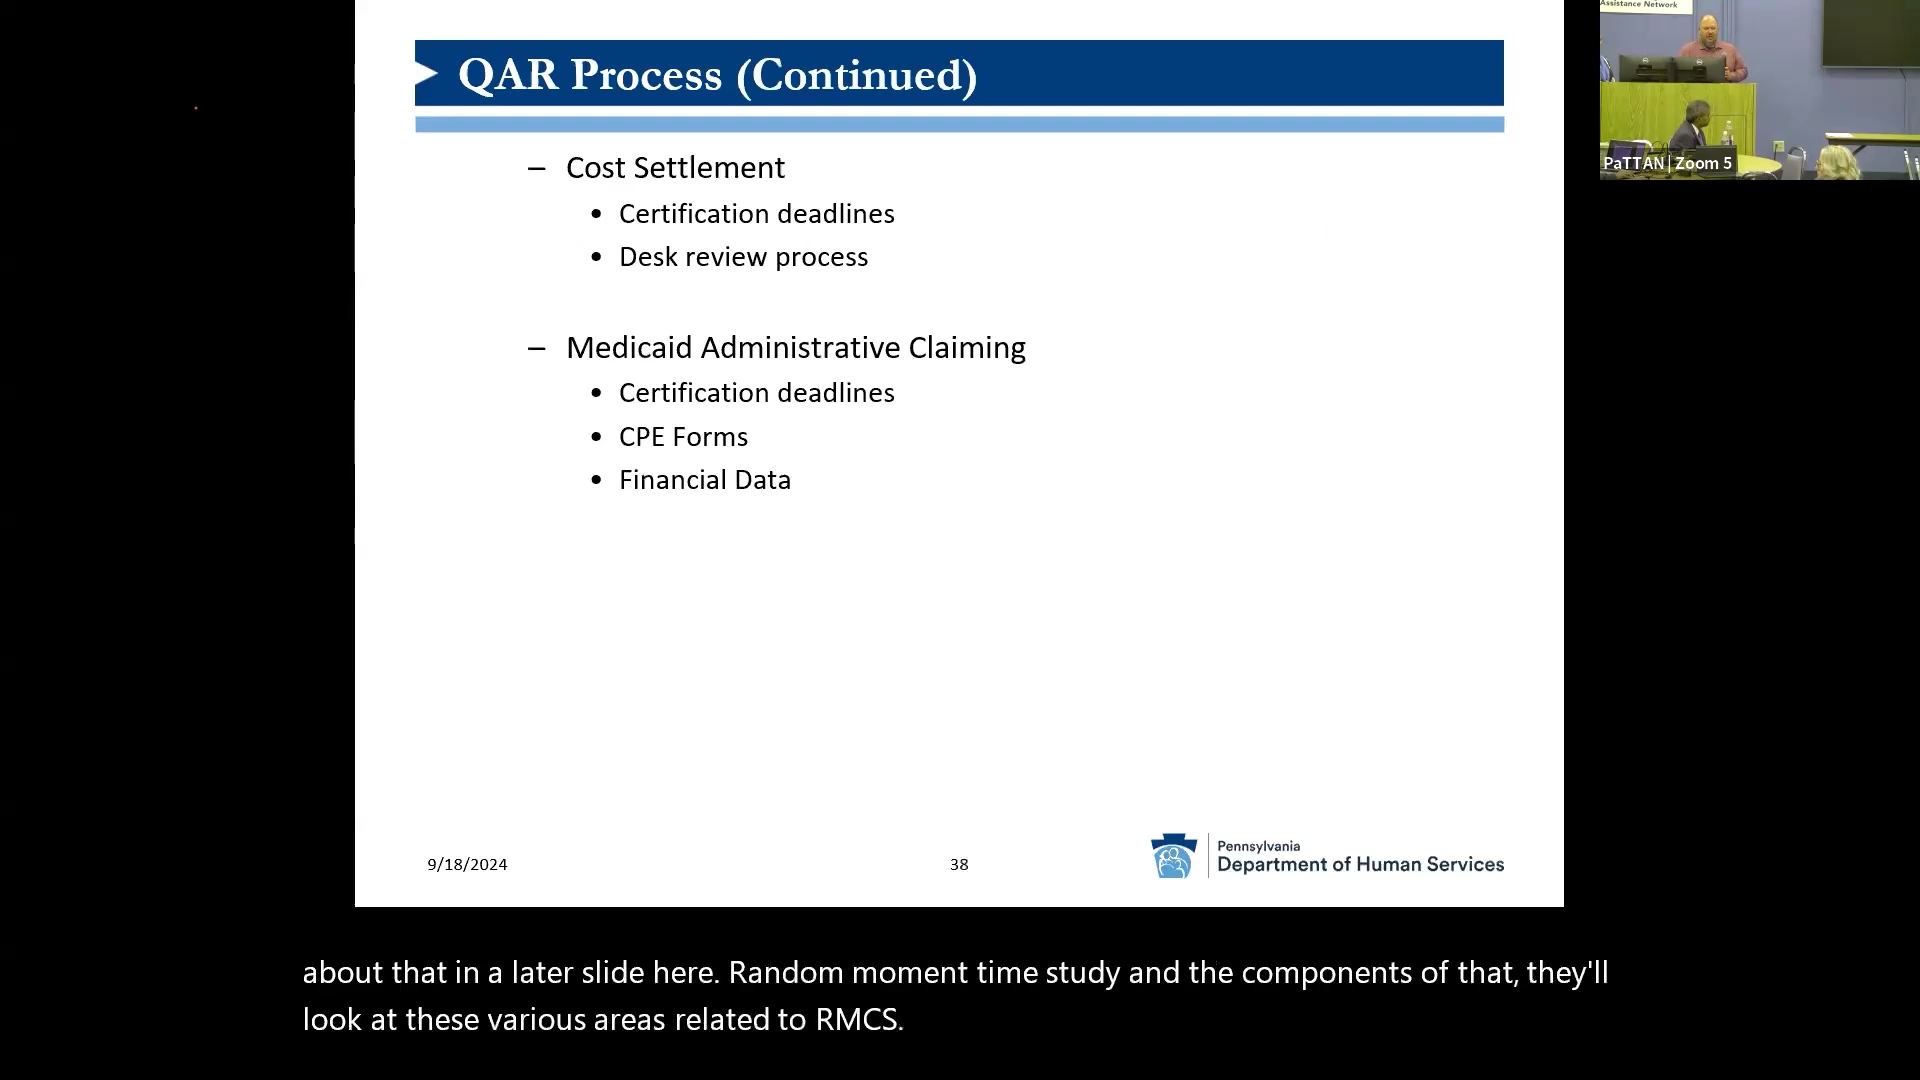 Assistance Network
QAR Process (Continued)
– Cost Settlement
• Certification deadlines
• Desk review process
– Medicaid Administrative Claiming
• Certification deadlines
• CPE Forms
• Financial Data
PaTTAN | Zoom 5
9/18/2024
38
Pennsylvania
Department of Human Services
about that in a later slide here. Random moment time study and the components of that, they'll
look at these various areas related to RMCS.